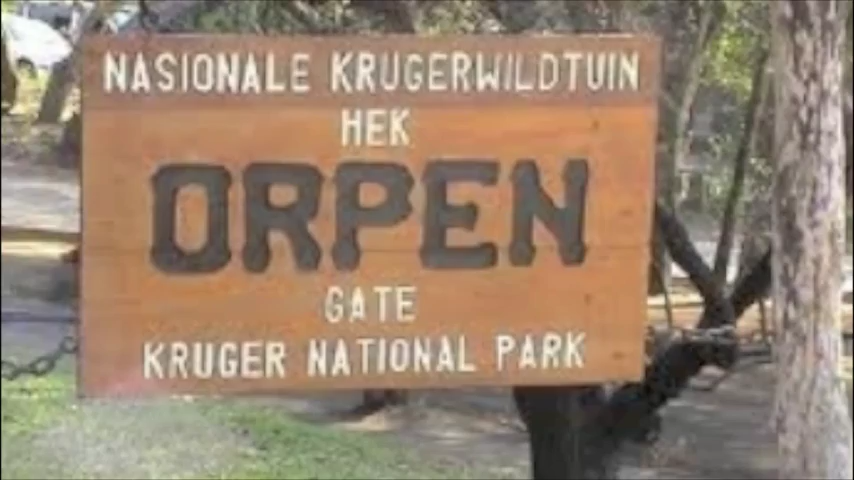 NASIONALE KRUGERWILDTUIN
HEK
ORPEN
GATE
KRUGER NATIONAL PARK